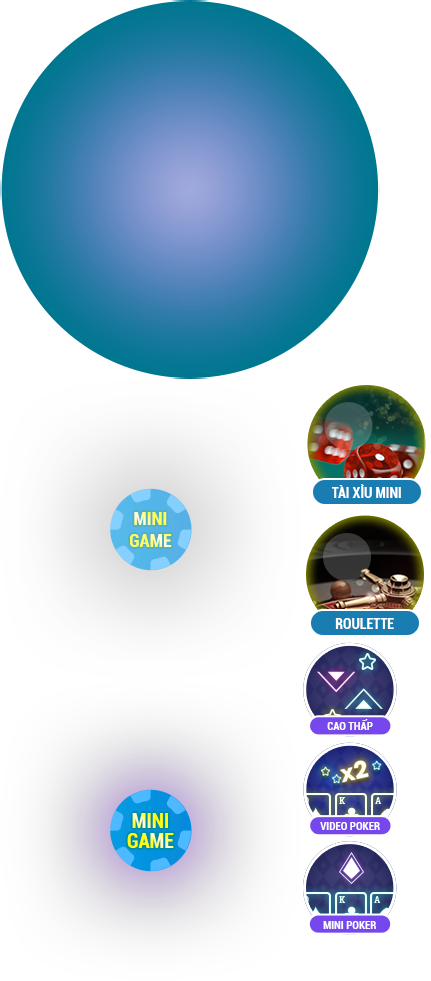 MINI
GAME
TÀI XỈU MINI
ROULETTE
CAO THẤP
x2
K
A
VIDEO POKER
MINI
GAME
K
A
MINI POKER